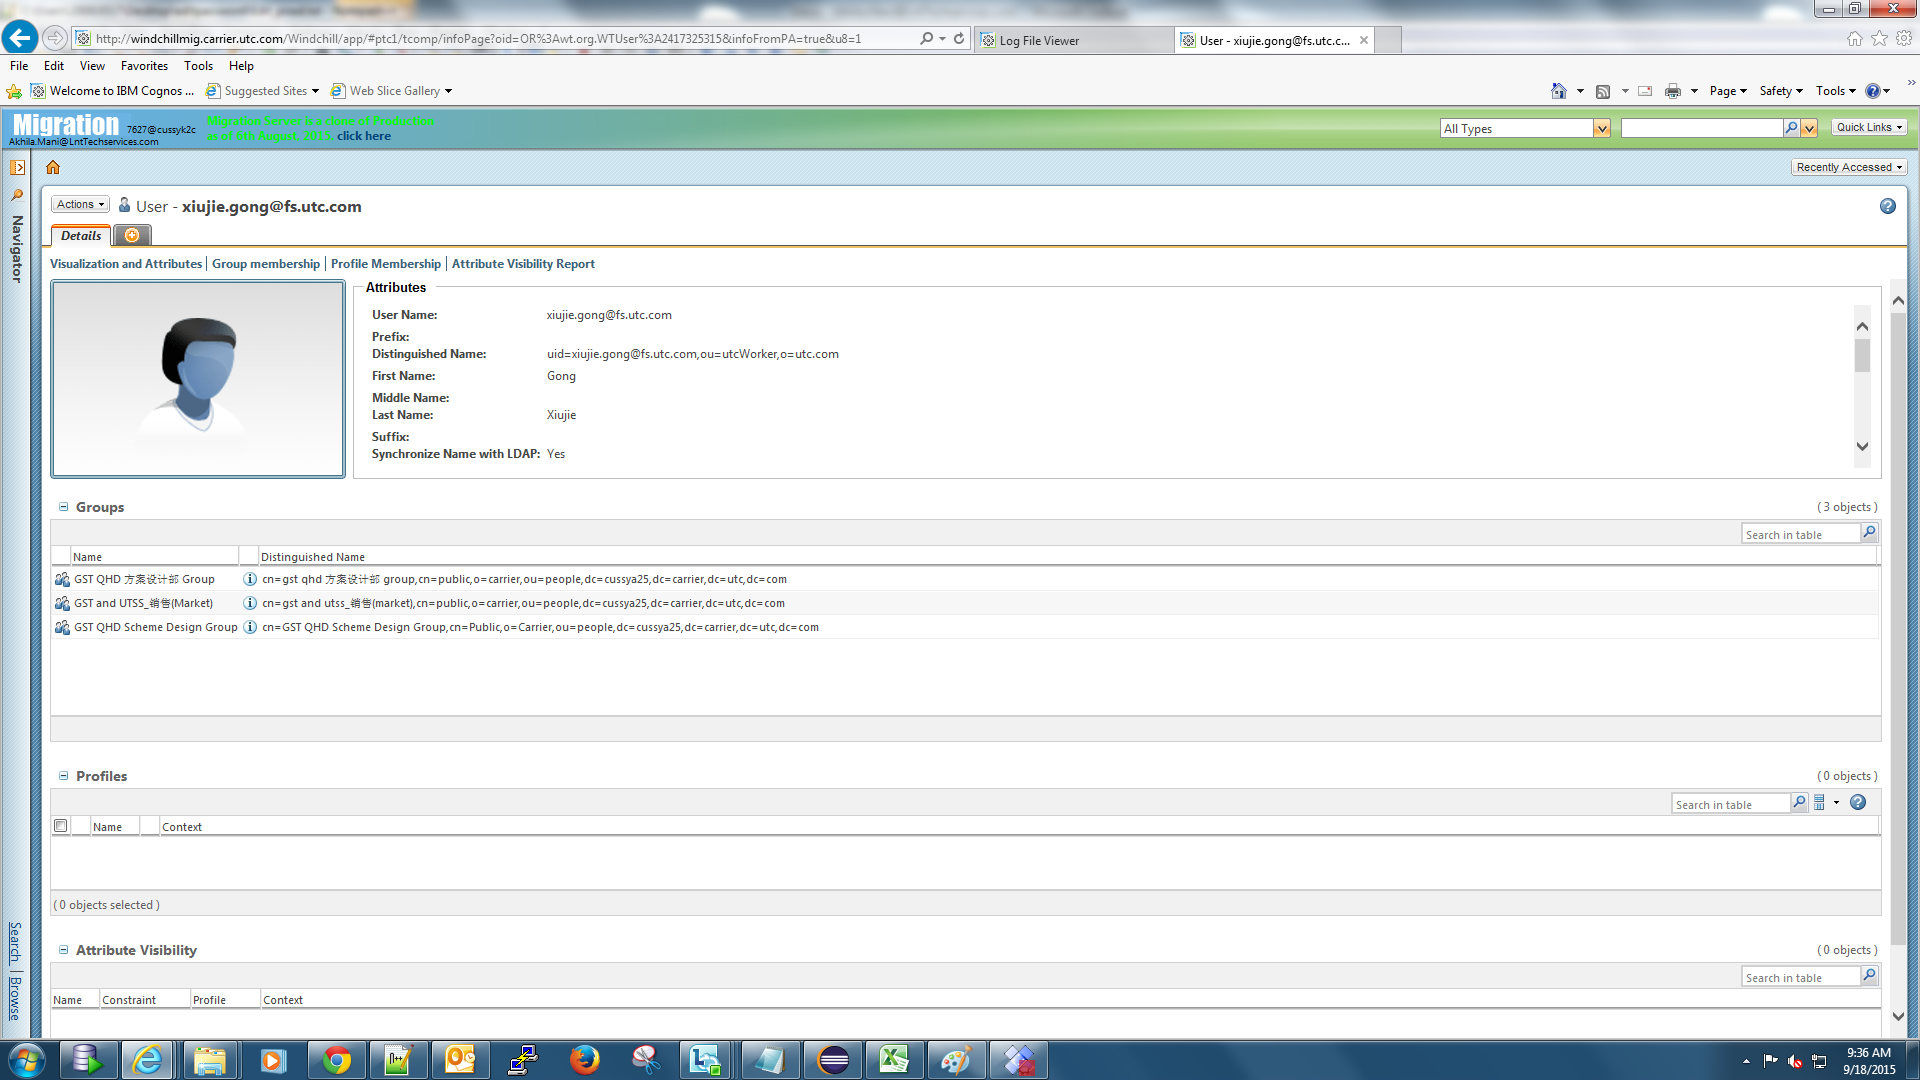 http://windchillmig.carrier.utc.com/Windchill/app/#ptc1/tcomp/infoPage?oid=OR%3Awt.org.WTUser%3A2417325315&infoFromPA=true&u8=1
Log File Viewer
User - xiujie.gong@fs.utc.c...
File Edit View Favorites Tools Help
Welcome to IBM Cognos ... Suggested Sites Web Slice Gallery
Page Safety Tools
Migration 7627@cussyk2c
Akhila.Mani@LntTechservices.com
Migration Server is a clone of Production
as of 6th August, 2015. click here
All Types
Quick Links
Recently Accessed
Navigator
Search | Browse
Actions User - xiujie.gong@fs.utc.com
Details
Visualization and Attributes | Group membership | Profile Membership | Attribute Visibility Report
Attributes
User Name: xiujie.gong@fs.utc.com
Prefix:
Distinguished Name: uid=xiujie.gong@fs.utc.com,ou=utcWorker,o=utc.com
First Name: Gong
Middle Name:
Last Name: Xiujie
Suffix:
Synchronize Name with LDAP: Yes
Groups ( 3 objects )
Search in table
Name Distinguished Name
GST QHD 方案设计部 Group cn=gst qhd 方案设计部 group,cn=public,o=carrier,ou=people,dc=cussya25,dc=carrier,dc=utc,dc=com
GST and UTSS_销售(Market) cn=gst and utss_销售(market),cn=public,o=carrier,ou=people,dc=cussya25,dc=carrier,dc=utc,dc=com
GST QHD Scheme Design Group cn=GST QHD Scheme Design Group,cn=Public,o=Carrier,ou=people,dc=cussya25,dc=carrier,dc=utc,dc=com
Profiles ( 0 objects )
Search in table
Name Context
( 0 objects selected )
Attribute Visibility ( 0 objects )
Search in table
Name Constraint Profile Context
9:36 AM
9/18/2015